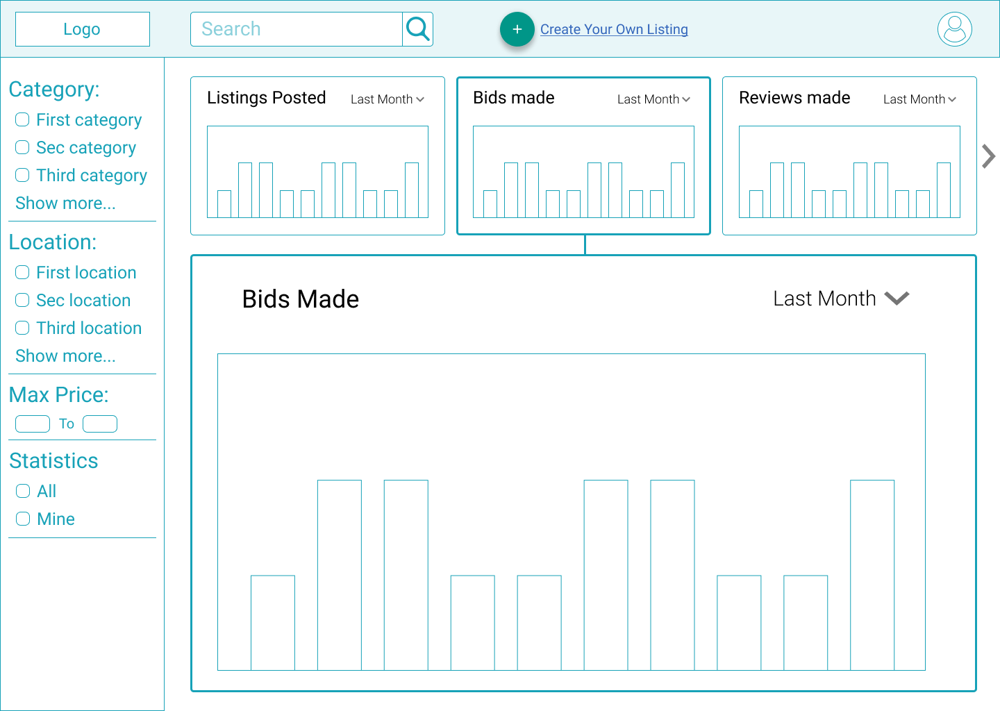 Logo
Search
+
Create Your Own Listing
Category:
First category
Sec category
Third category
Show more...
Location:
First location
Sec location
Third location
Show more...
Max Price:
To
Statistics
All
Mine
Listings Posted
Last Month
Bids made
Last Month
Reviews made
Last Month
Bids Made
Last Month